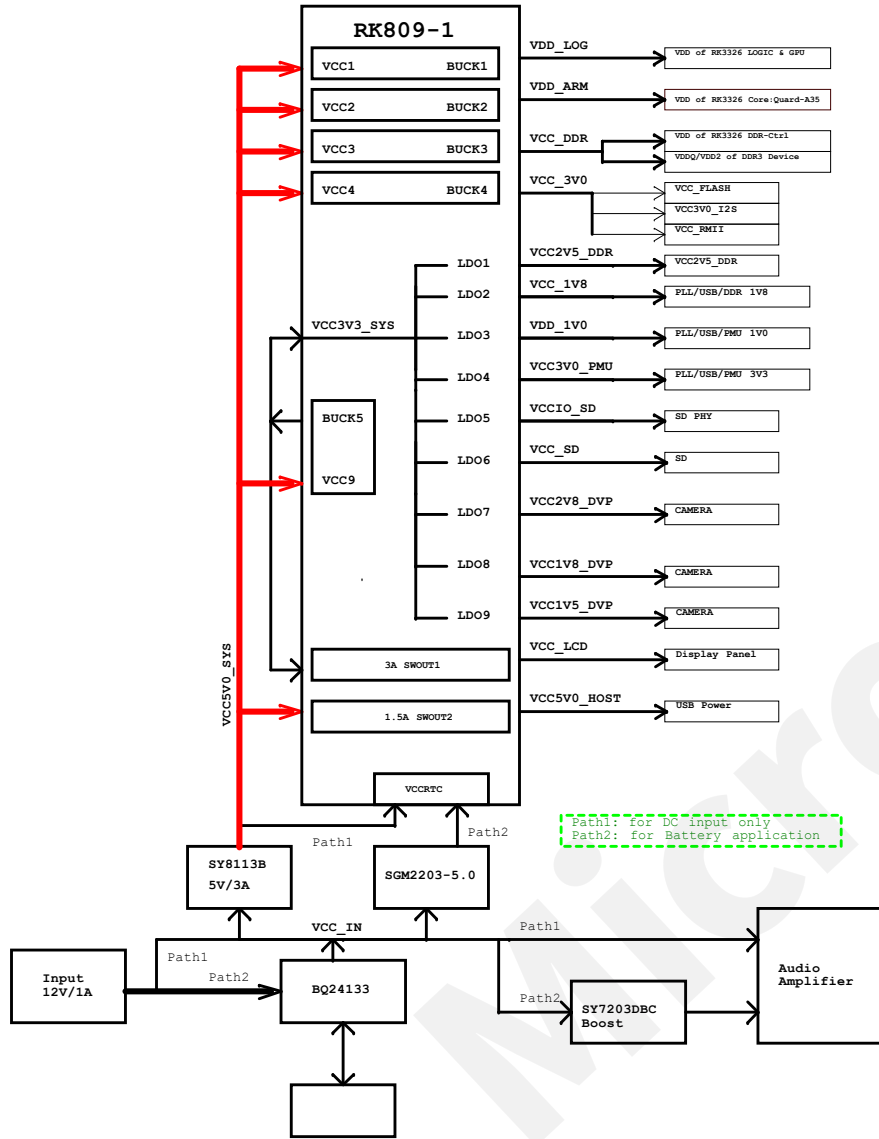 RK809-1
VCC1 BUCK1
VCC2 BUCK2
VCC3 BUCK3
VCC4 BUCK4
VDD_LOG
VDD of RK3326 LOGIC & GPU
VDD_ARM
VDD of RK3326 Core:Quard-A35
VCC_DDR
VDD of RK3326 DDR-Ctrl
VDDQ/VDD2 of DDR3 Device
VCC_3V0
VCC_FLASH
VCC3V0_I2S
VCC_RMII
LDO1
VCC2V5_DDR
VCC2V5_DDR
LDO2
VCC_1V8
PLL/USB/DDR 1V8
VCC3V3_SYS
LDO3
VDD_1V0
PLL/USB/PMU 1V0
LDO4
VCC3V0_PMU
PLL/USB/PMU 3V3
BUCK5
LDO5
VCCIO_SD
SD PHY
LDO6
VCC_SD
SD
VCC9
LDO7
VCC2V8_DVP
CAMERA
LDO8
VCC1V8_DVP
CAMERA
LDO9
VCC1V5_DVP
CAMERA
3A SWOUT1
VCC_LCD
Display Panel
1.5A SWOUT2
VCC5V0_HOST
USB Power
VCC5V0_SYS
VCCRTC
Path1
Path2
Path1: for DC input only
Path2: for Battery application
SY8113B
5V/3A
SGM2203-5.0
VCC_IN
Path1
Path1
Path2
Input
12V/1A
BQ24133
Path2
SY7203DBC
Boost
Audio
Amplifier
Micro